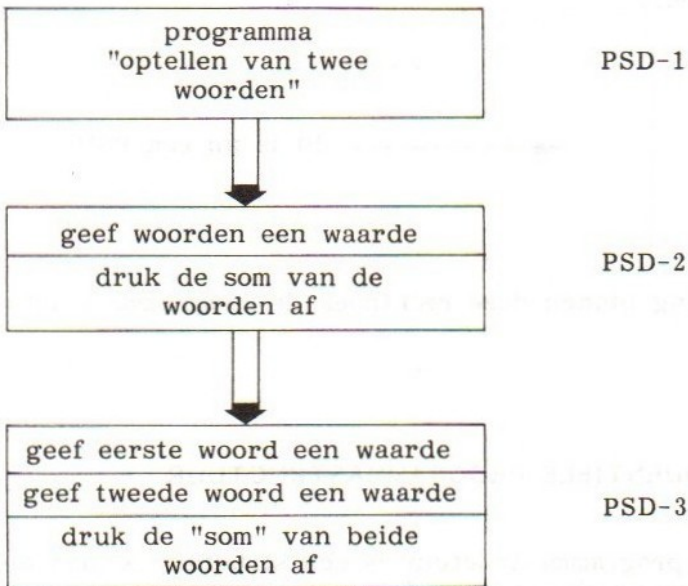 programma
"optellen van twee
woorden"
PSD-1
geef woorden een waarde
druk de som van de
woorden af
PSD-2
geef eerste woord een waarde
geef tweede woord een waarde
druk de "som" van beide
woorden af
PSD-3